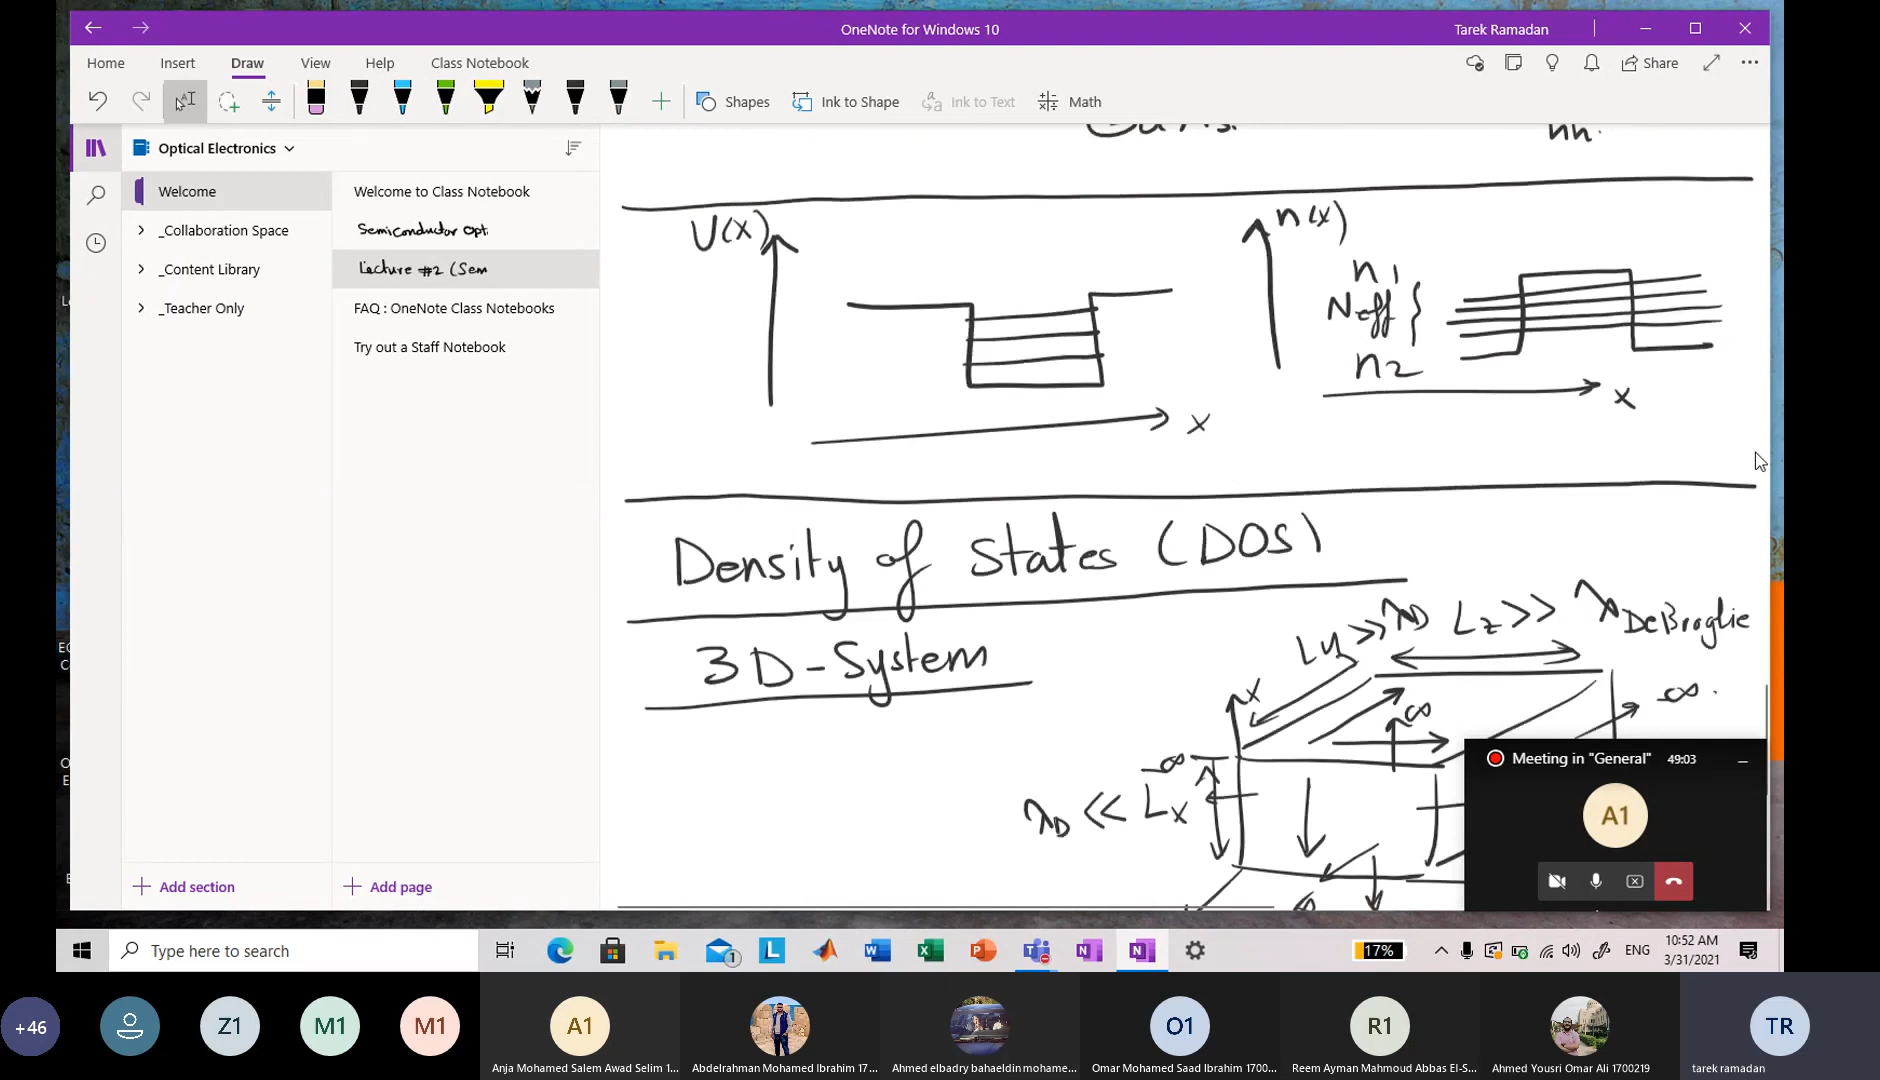 OneNote for Windows 10
Tarek Ramadan
Home Insert Draw View Help Class Notebook
Share
Shapes Ink to Shape Ink to Text Math
Optical Electronics
Welcome
_Collaboration Space
_Content Library
_Teacher Only
Add section
Welcome to Class Notebook
Semiconductor Opt
Lecture #2 (Sem
FAQ : OneNote Class Notebooks
Try out a Staff Notebook
Add page
U(x)
x
n(x)
n1
Neff
n2
x
Density of States (DOS)
3D-System
Ly >> λD Lz >> λDeBroglie
x
∞
∞
∞
λD << Lx
Meeting in "General" 49:03
A1
Type here to search
1
L
17%
ENG
10:52 AM
3/31/2021
+46
Z1
M1
M1
A1
O1
R1
TR
Anja Mohamed Salem Awad Selim 1...
Abdelrahman Mohamed Ibrahim 17...
Ahmed elbadry bahaeldin mohame...
Omar Mohamed Saad Ibrahim 1700...
Reem Ayman Mahmoud Abbas El-S...
Ahmed Yousri Omar Ali 1700219
tarek ramadan